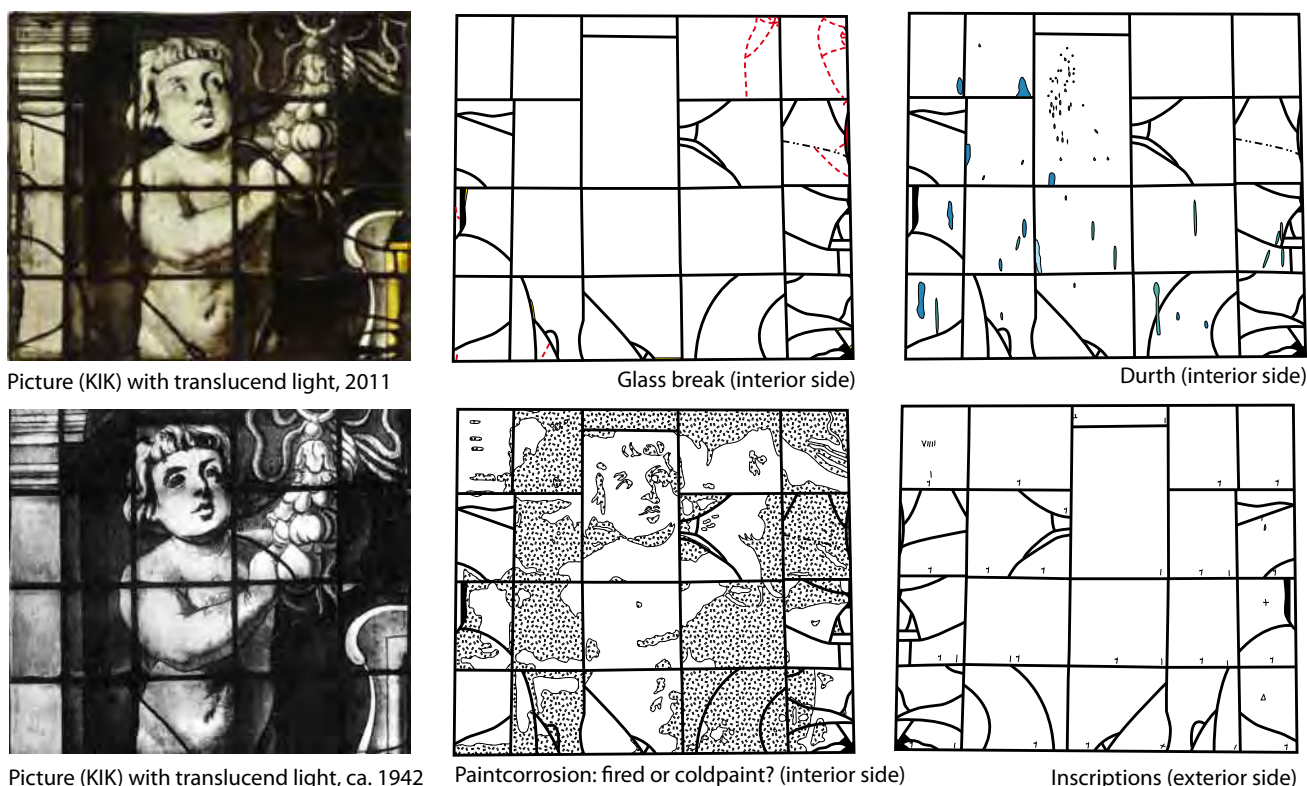 Picture (KIK) with translucend light, 2011
Glass break (interior side)
Durth (interior side)
VIIII
Picture (KIK) with translucend light, ca. 1942
Paintcorrosion: fired or coldpaint? (interior side)
Inscriptions (exterior side)